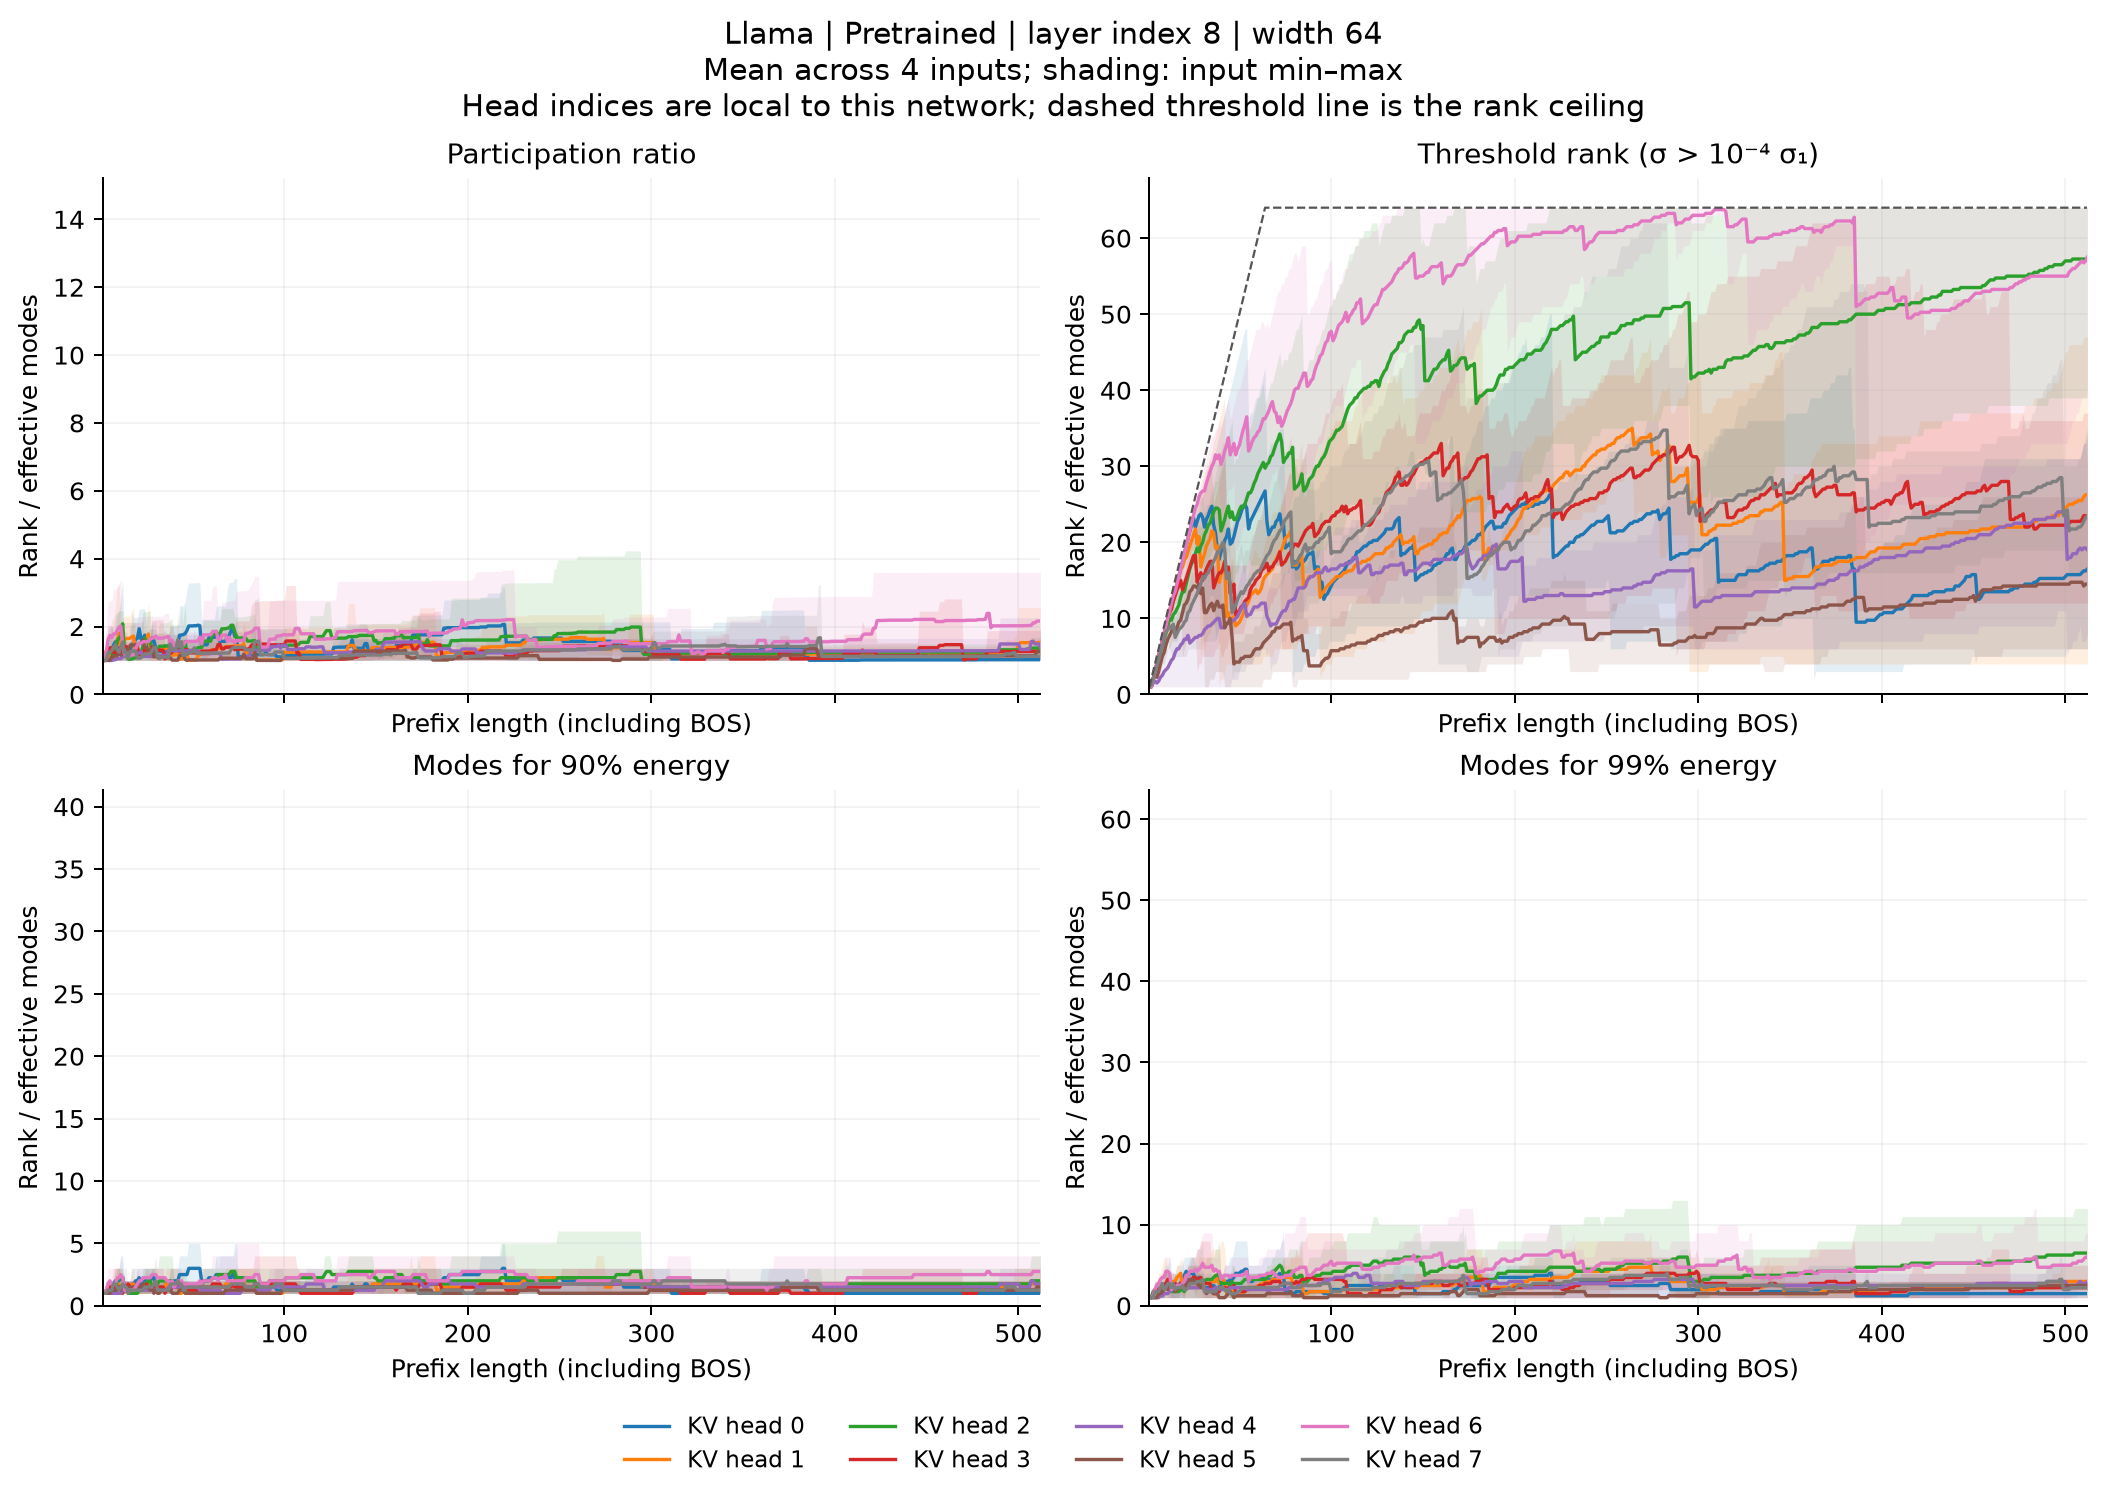 Llama | Pretrained | layer index 8 | width 64
Mean across 4 inputs; shading: input min–max
Head indices are local to this network; dashed threshold line is the rank ceiling
Participation ratio
Rank / effective modes
14
12
10
8
6
4
2
0
Prefix length (including BOS)
Threshold rank (σ > 10⁻⁴ σ₁)
Rank / effective modes
60
50
40
30
20
10
0
Prefix length (including BOS)
Modes for 90% energy
Rank / effective modes
40
35
30
25
20
15
10
5
0
100 200 300 400 500
Prefix length (including BOS)
Modes for 99% energy
Rank / effective modes
60
50
40
30
20
10
0
100 200 300 400 500
Prefix length (including BOS)
KV head 0 KV head 2 KV head 4 KV head 6
KV head 1 KV head 3 KV head 5 KV head 7